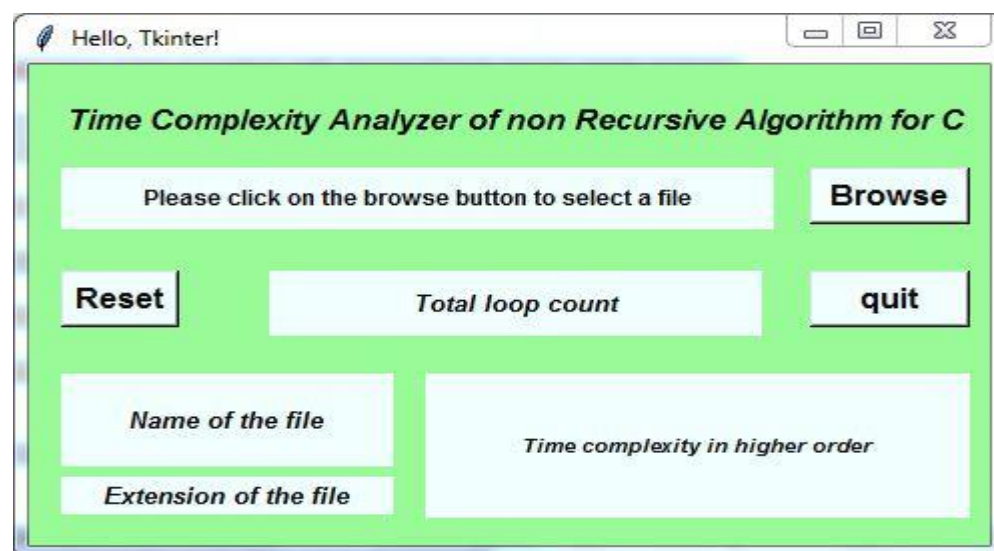 Hello, Tkinter!
Time Complexity Analyzer of non Recursive Algorithm for C
Please click on the browse button to select a file
Browse
Reset
Total loop count
quit
Name of the file
Time complexity in higher order
Extension of the file